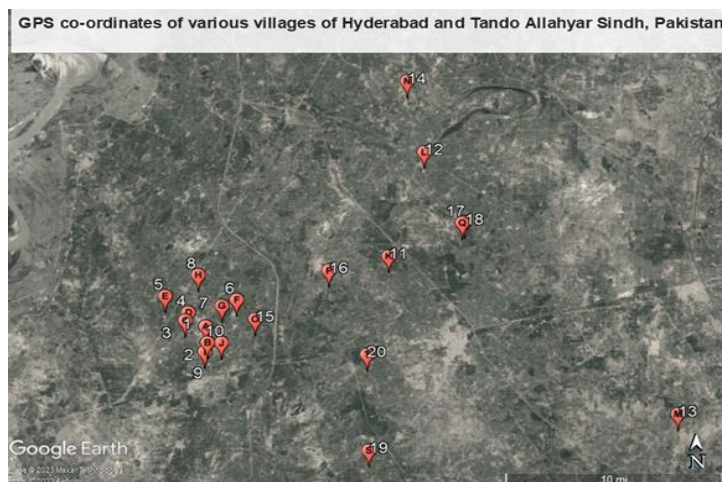 GPS co-ordinates of various villages of Hyderabad and Tando Allahyar Sindh, Pakistan
N 14
L 12
17
18
K 11
P 16
8
H
5
E
6
F
4
7
G
15
3
1
A
10
B
J
2
9
20
M 13
S 19
Google Earth
N
10 mi